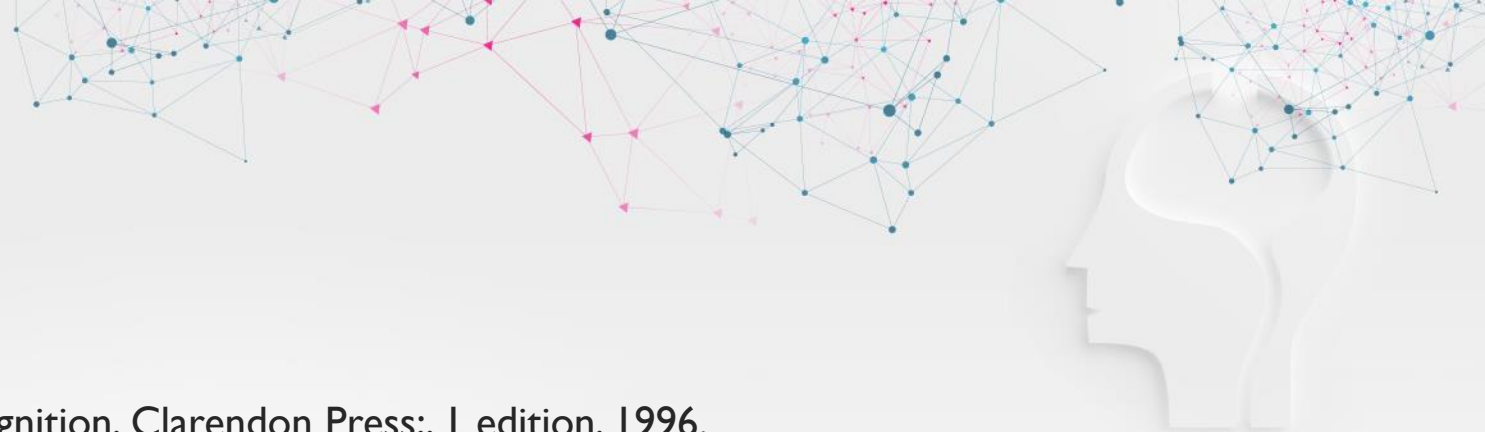 gnition. Clarendon Press;, 1 edition, 1996.